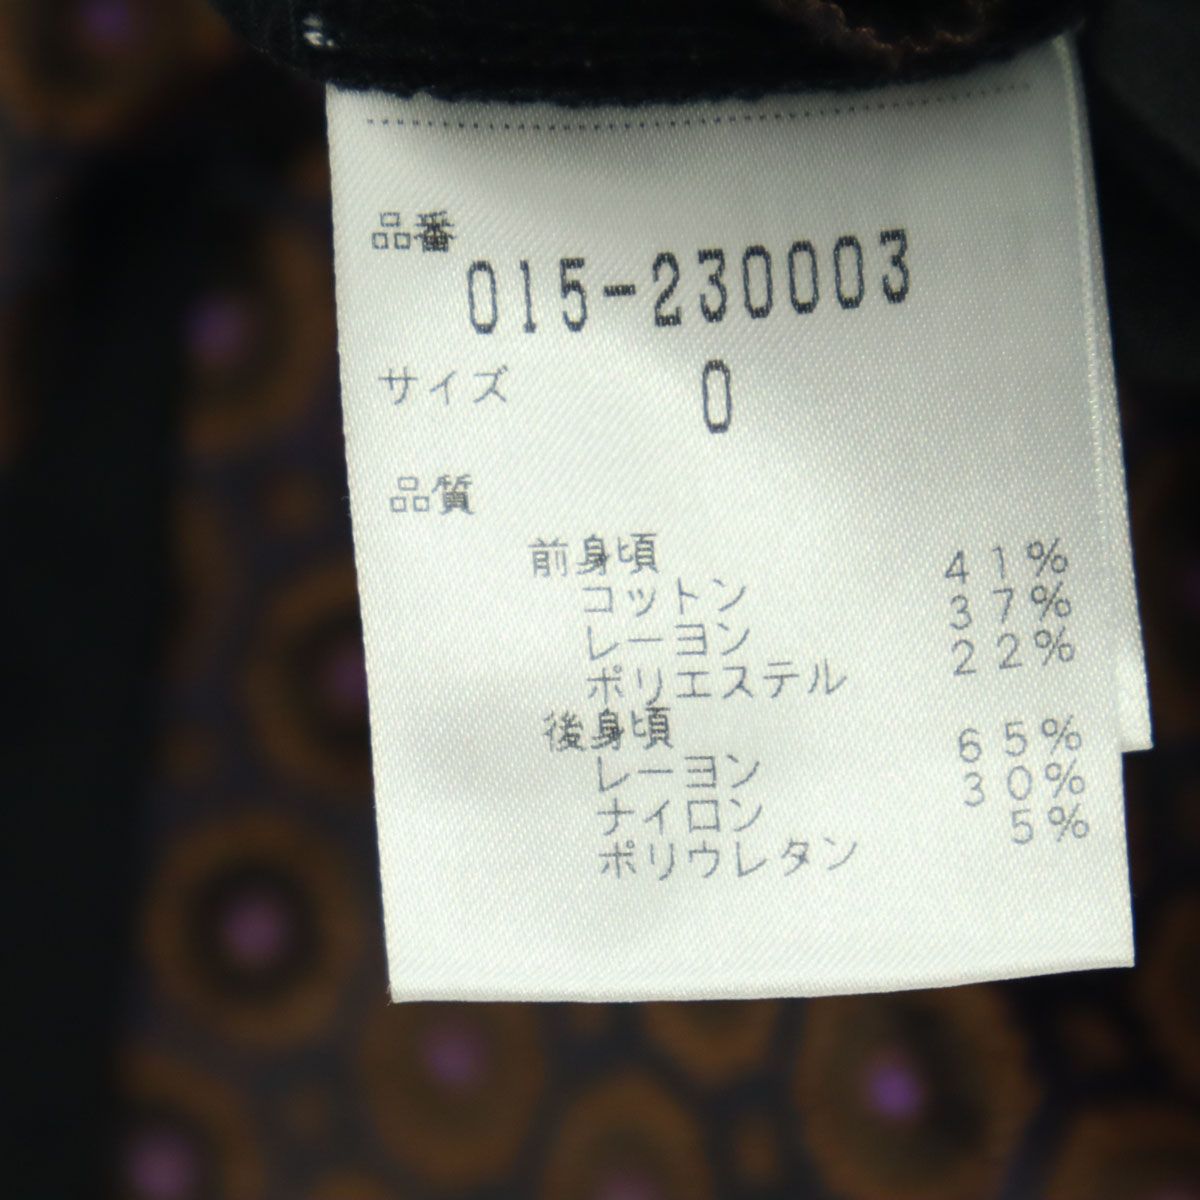 品番
015-230003
サイズ 0
品質
前身頃
コットン 41%
レーヨン 37%
ポリエステル 22%
後身頃
レーヨン 65%
ナイロン 30%
ポリウレタン 5%